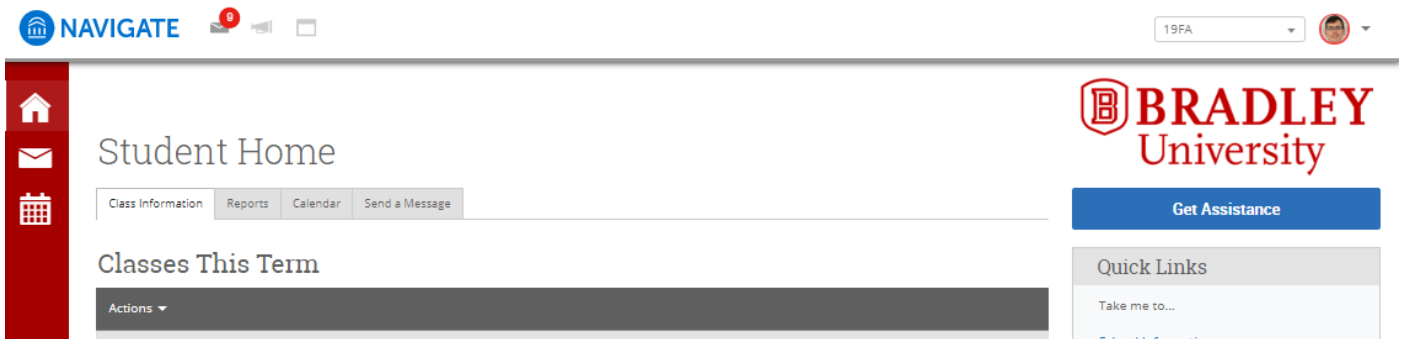 NAVIGATE
9
19FA
BRADLEY
University
Student Home
Class Information
Reports
Calendar
Send a Message
Get Assistance
Classes This Term
Actions
Quick Links
Take me to...